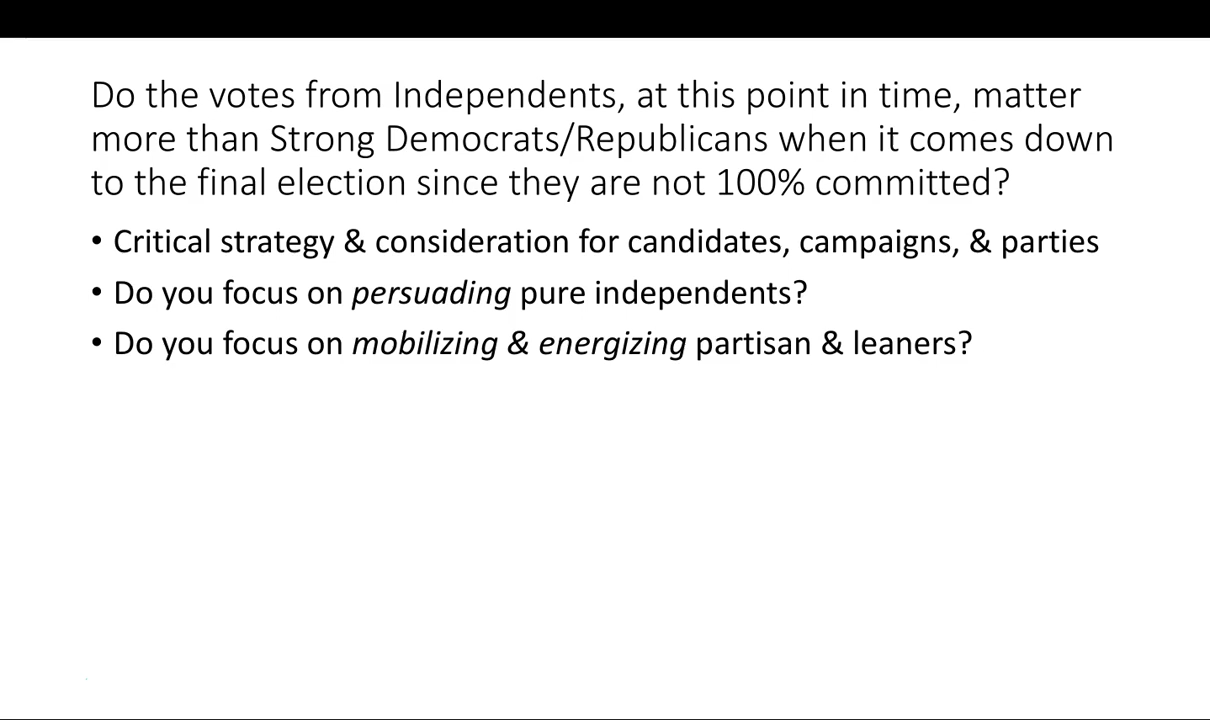 Do the votes from Independents, at this point in time, matter
more than Strong Democrats/Republicans when it comes down
to the final election since they are not 100% committed?
• Critical strategy & consideration for candidates, campaigns, & parties
• Do you focus on persuading pure independents?
• Do you focus on mobilizing & energizing partisan & leaners?